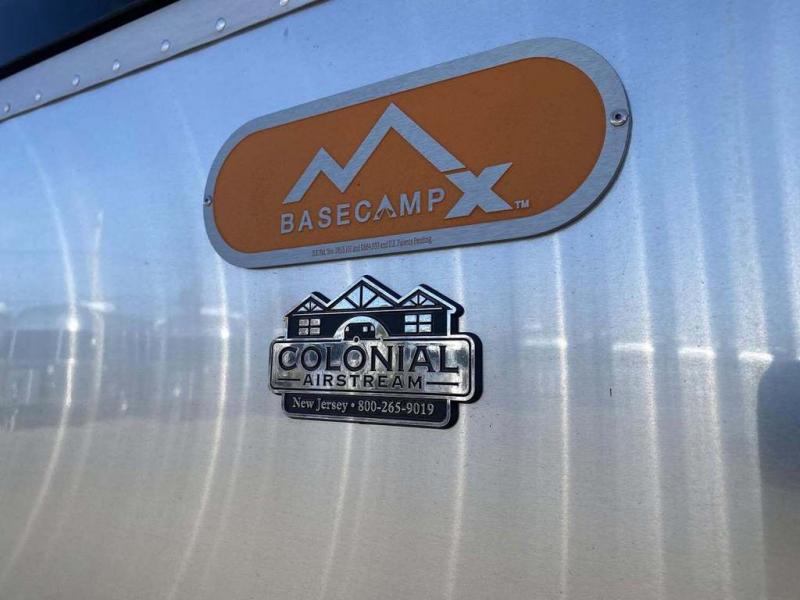 BASECAMP X™
COLONIAL
AIRSTREAM
New Jersey • 800-265-9019